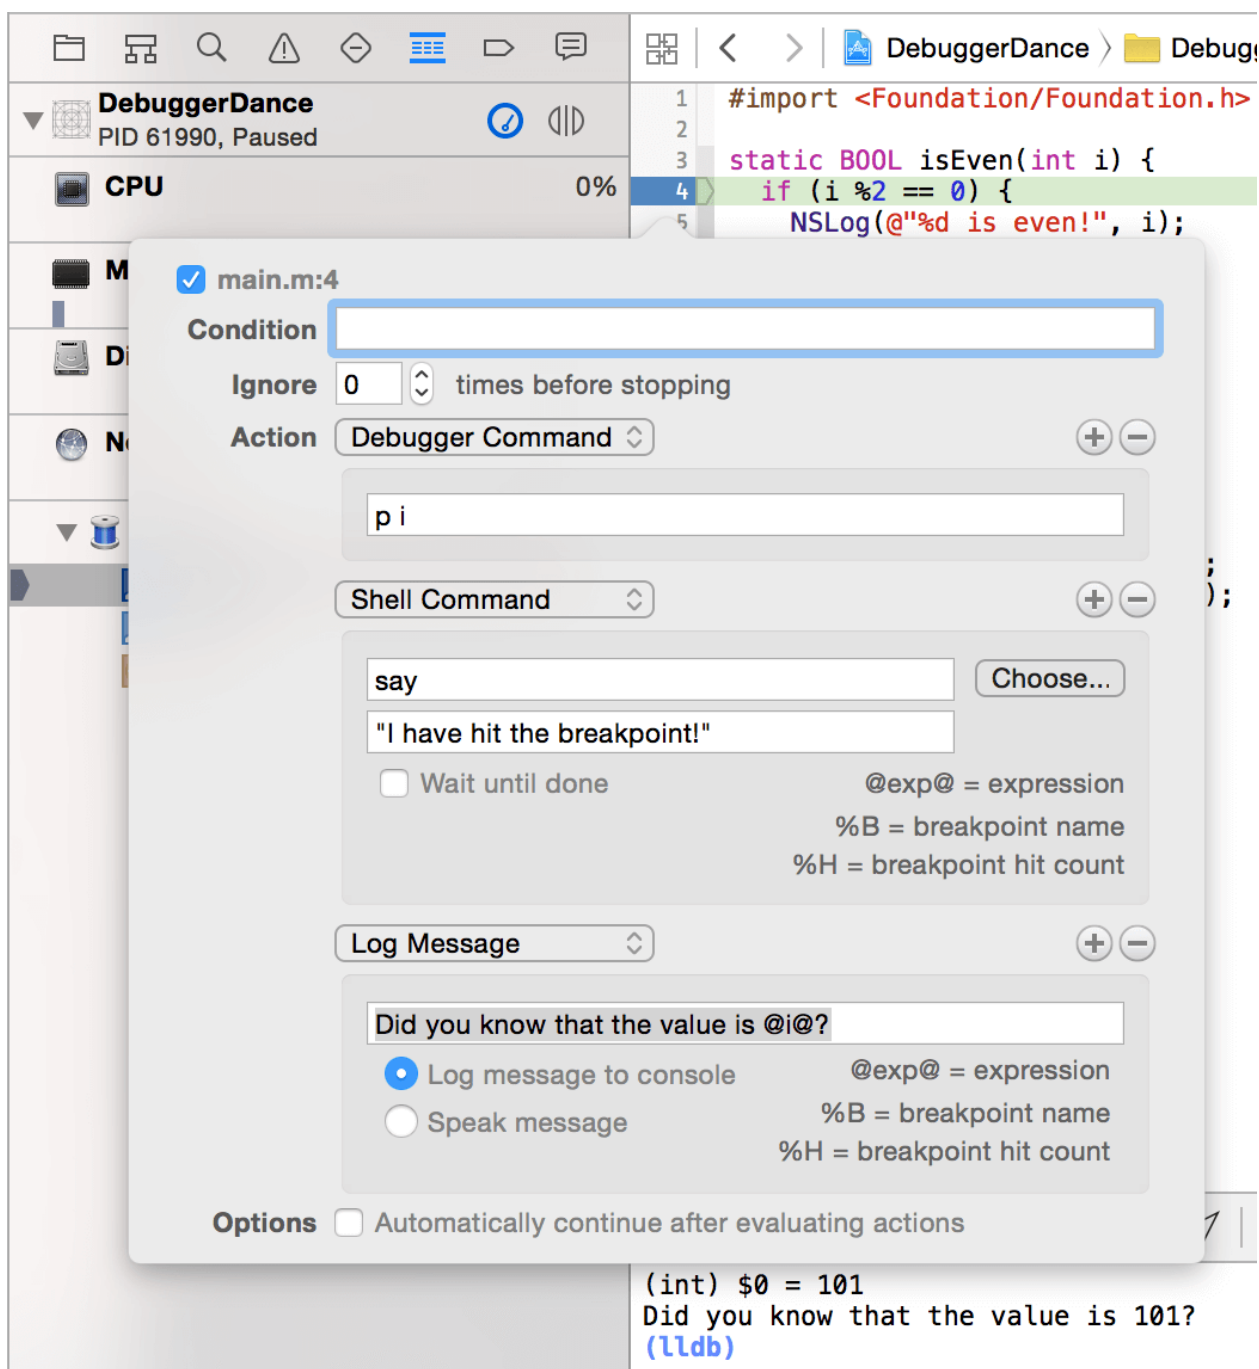 DebuggerDance
PID 61990, Paused
CPU
0%
DebuggerDance
1 #import <Foundation/Foundation.h>
2
3 static BOOL isEven(int i) {
4 if (i %2 == 0) {
5 NSLog(@"%d is even!", i);
main.m:4
Condition
Ignore 0 times before stopping
Action Debugger Command
p i
Shell Command
say
Choose...
"I have hit the breakpoint!"
Wait until done
@exp@ = expression
%B = breakpoint name
%H = breakpoint hit count
Log Message
Did you know that the value is @i@?
Log message to console
@exp@ = expression
Speak message
%B = breakpoint name
%H = breakpoint hit count
Options Automatically continue after evaluating actions
;
);
(int) $0 = 101
Did you know that the value is 101?
(lldb)